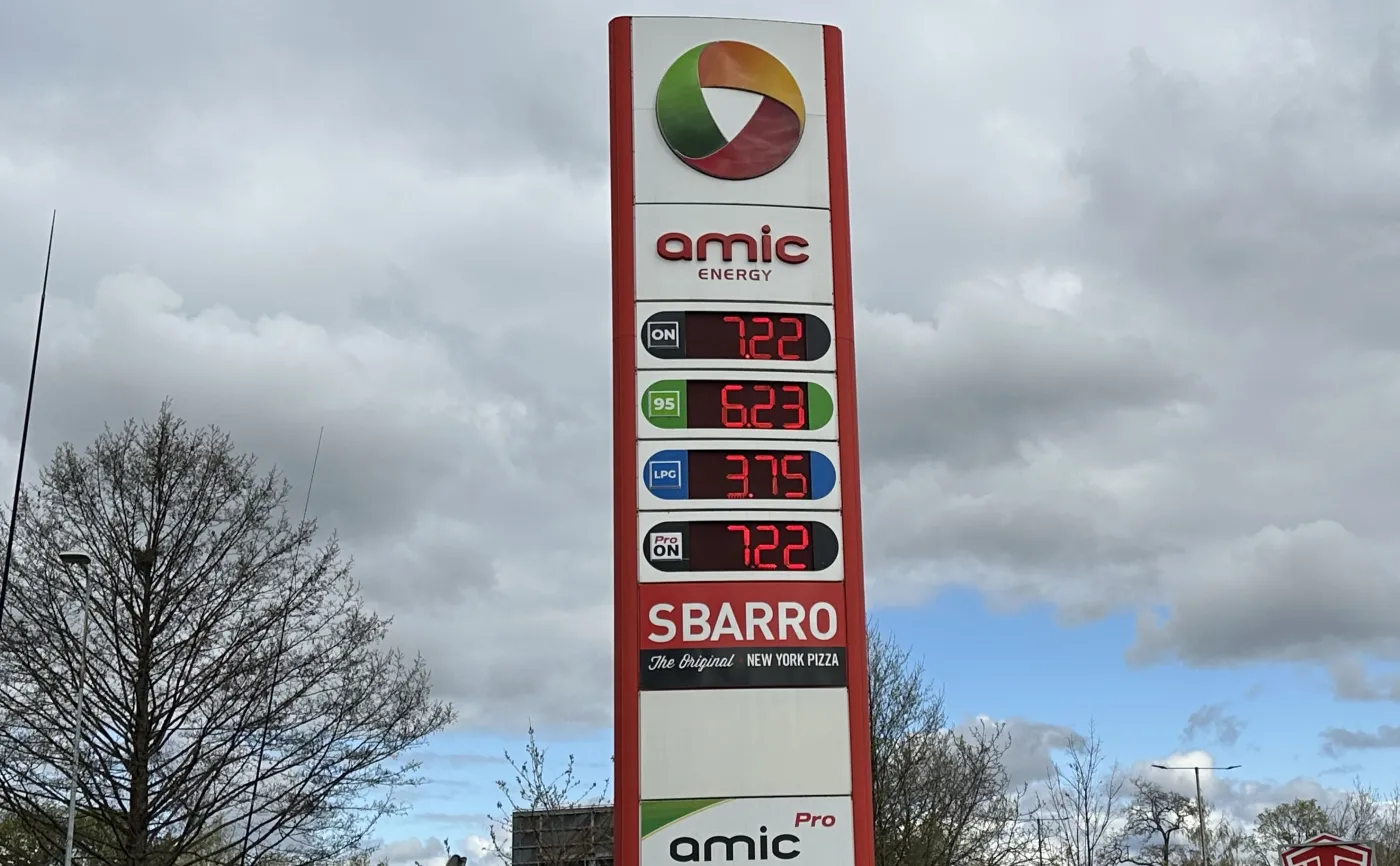 amic
ENERGY
ON 7.22
95 6.23
LPG 3.75
Pro
ON 7.22
SBARRO
The Original NEW YORK PIZZA
Pro
amic